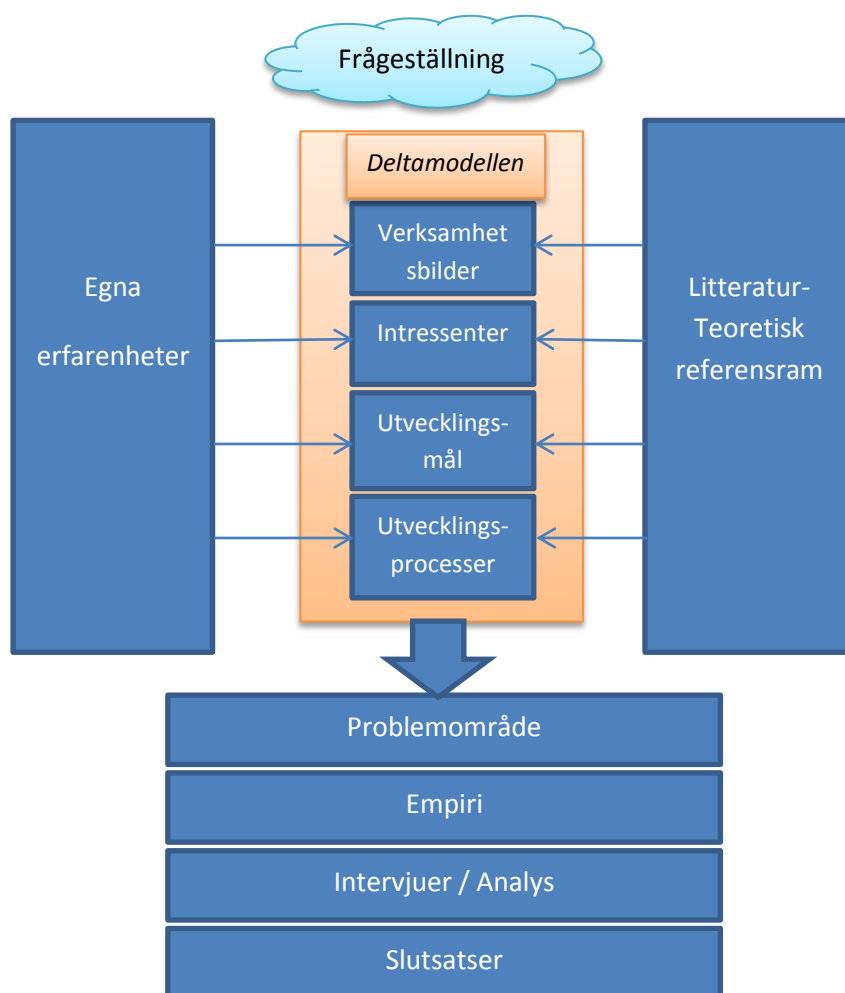 Frågeställning
Deltamodellen
Egna
erfarenheter
Verksamhet
sbilder
Intressenter
Utvecklings-
mål
Utvecklings-
processer
Litteratur-
Teoretisk
referensram
Problemområde
Empiri
Intervjuer / Analys
Slutsatser